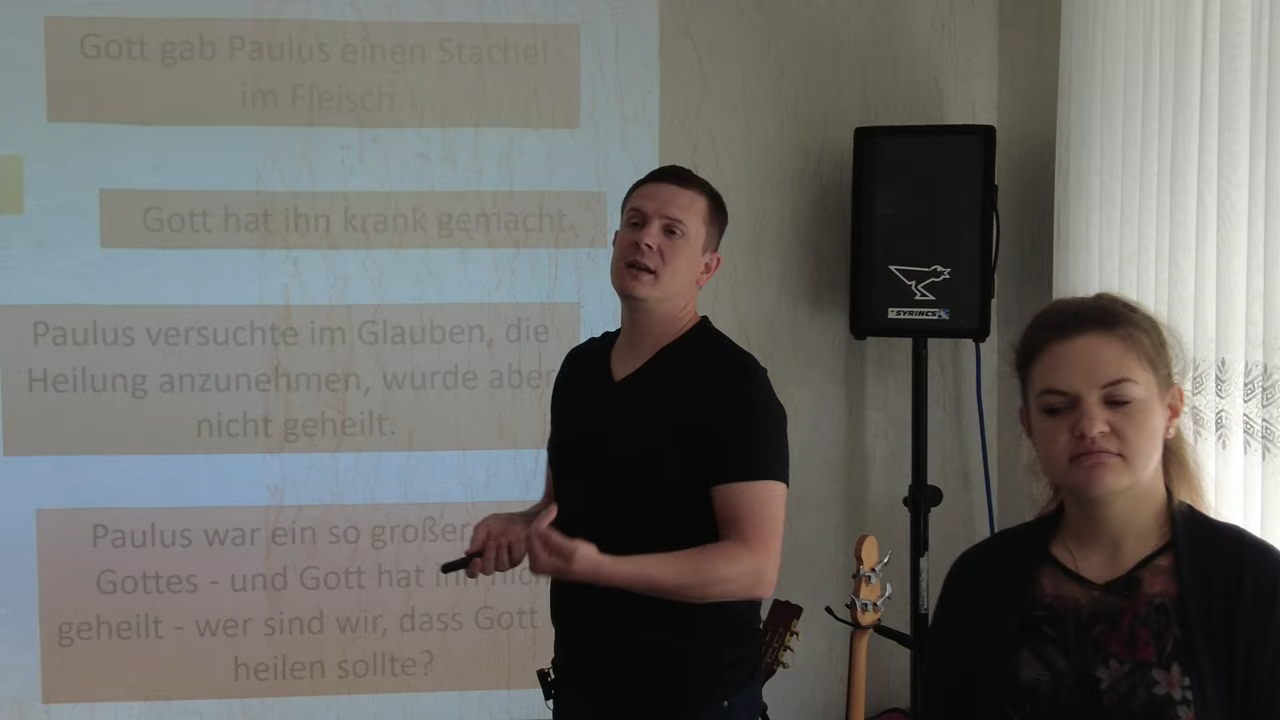 Gott gab Paulus einen Stachel
im Fleisch
Gott hat ihn krank gemacht.
Paulus versuchte im Glauben, die
Heilung anzunehmen, wurde aber
nicht geheilt.
Paulus war ein so großer
Gottes - und Gott hat ihn nich
geheilt - wer sind wir, dass Gott
heilen sollte?
SYRINCS